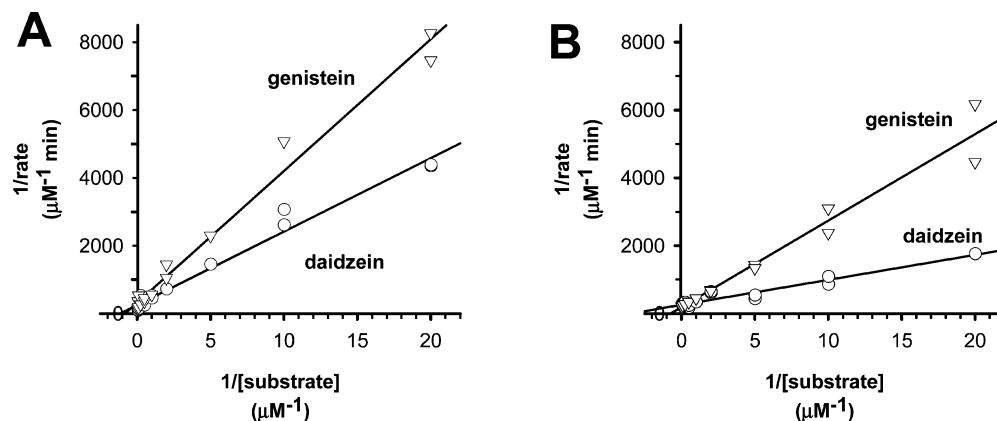 A
8000
6000
4000
2000
0
1/rate
(μM⁻¹ min)
genistein
daidzein
0 5 10 15 20
1/[substrate]
(μM⁻¹)
B
8000
6000
4000
2000
0
1/rate
(μM⁻¹ min)
genistein
daidzein
0 5 10 15 20
1/[substrate]
(μM⁻¹)